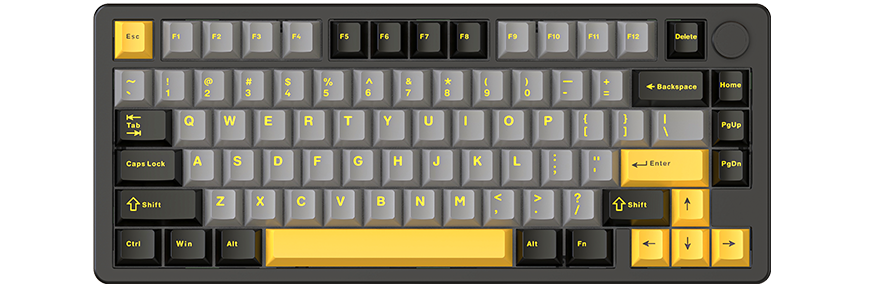 Esc F1 F2 F3 F4 F5 F6 F7 F8 F9 F10 F11 F12 Delete
~ ! @ # $ % ^ & * ( ) — +
` 1 2 3 4 5 6 7 8 9 0 - = ← Backspace Home
⇤ Tab ⇥ Q W E R T Y U I O P { [ } ] | \ PgUp
Caps Lock A S D F G H J K L : ; " ' ↵ Enter PgDn
⇧ Shift Z X C V B N M < , > . ? / ⇧ Shift ↑
Ctrl Win Alt Alt Fn ← ↓ →